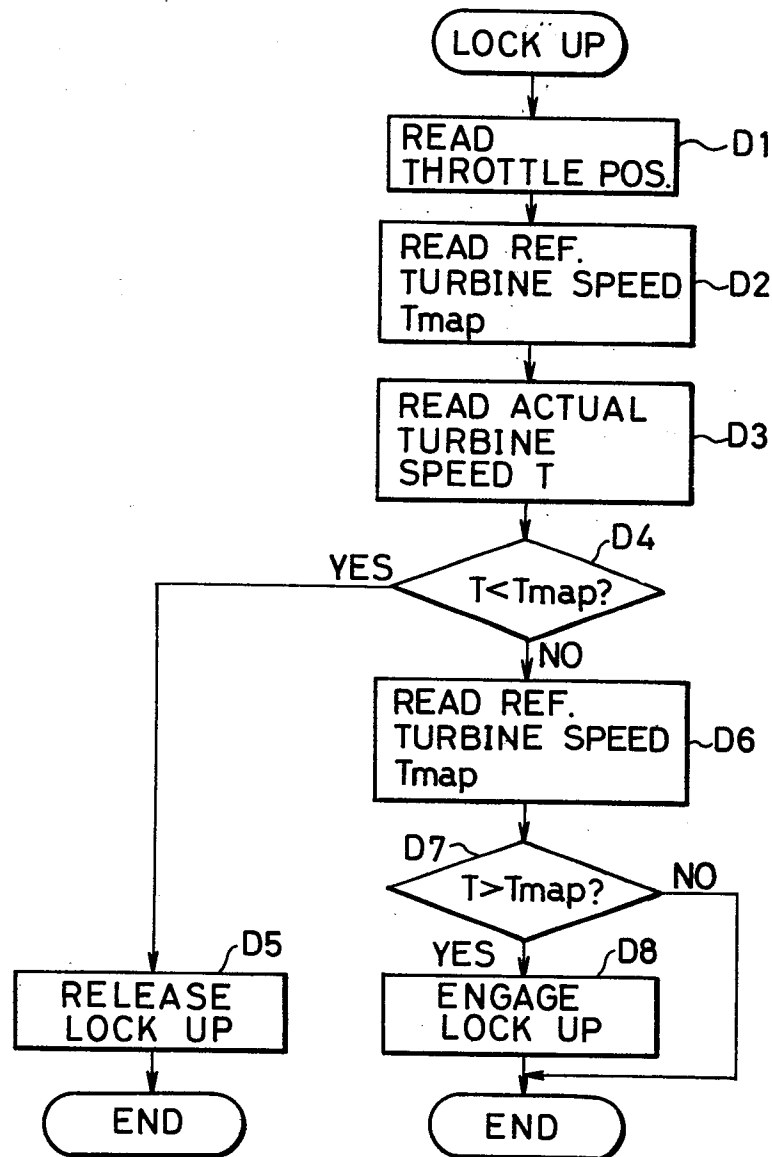 LOCK UP
READ
THROTTLE POS.
D1
READ REF.
TURBINE SPEED
Tmap
D2
READ ACTUAL
TURBINE
SPEED T
D3
D4
YES
T<Tmap?
NO
READ REF.
TURBINE SPEED
Tmap
D6
D7
T>Tmap?
NO
YES
D5
RELEASE
LOCK UP
D8
ENGAGE
LOCK UP
END
END